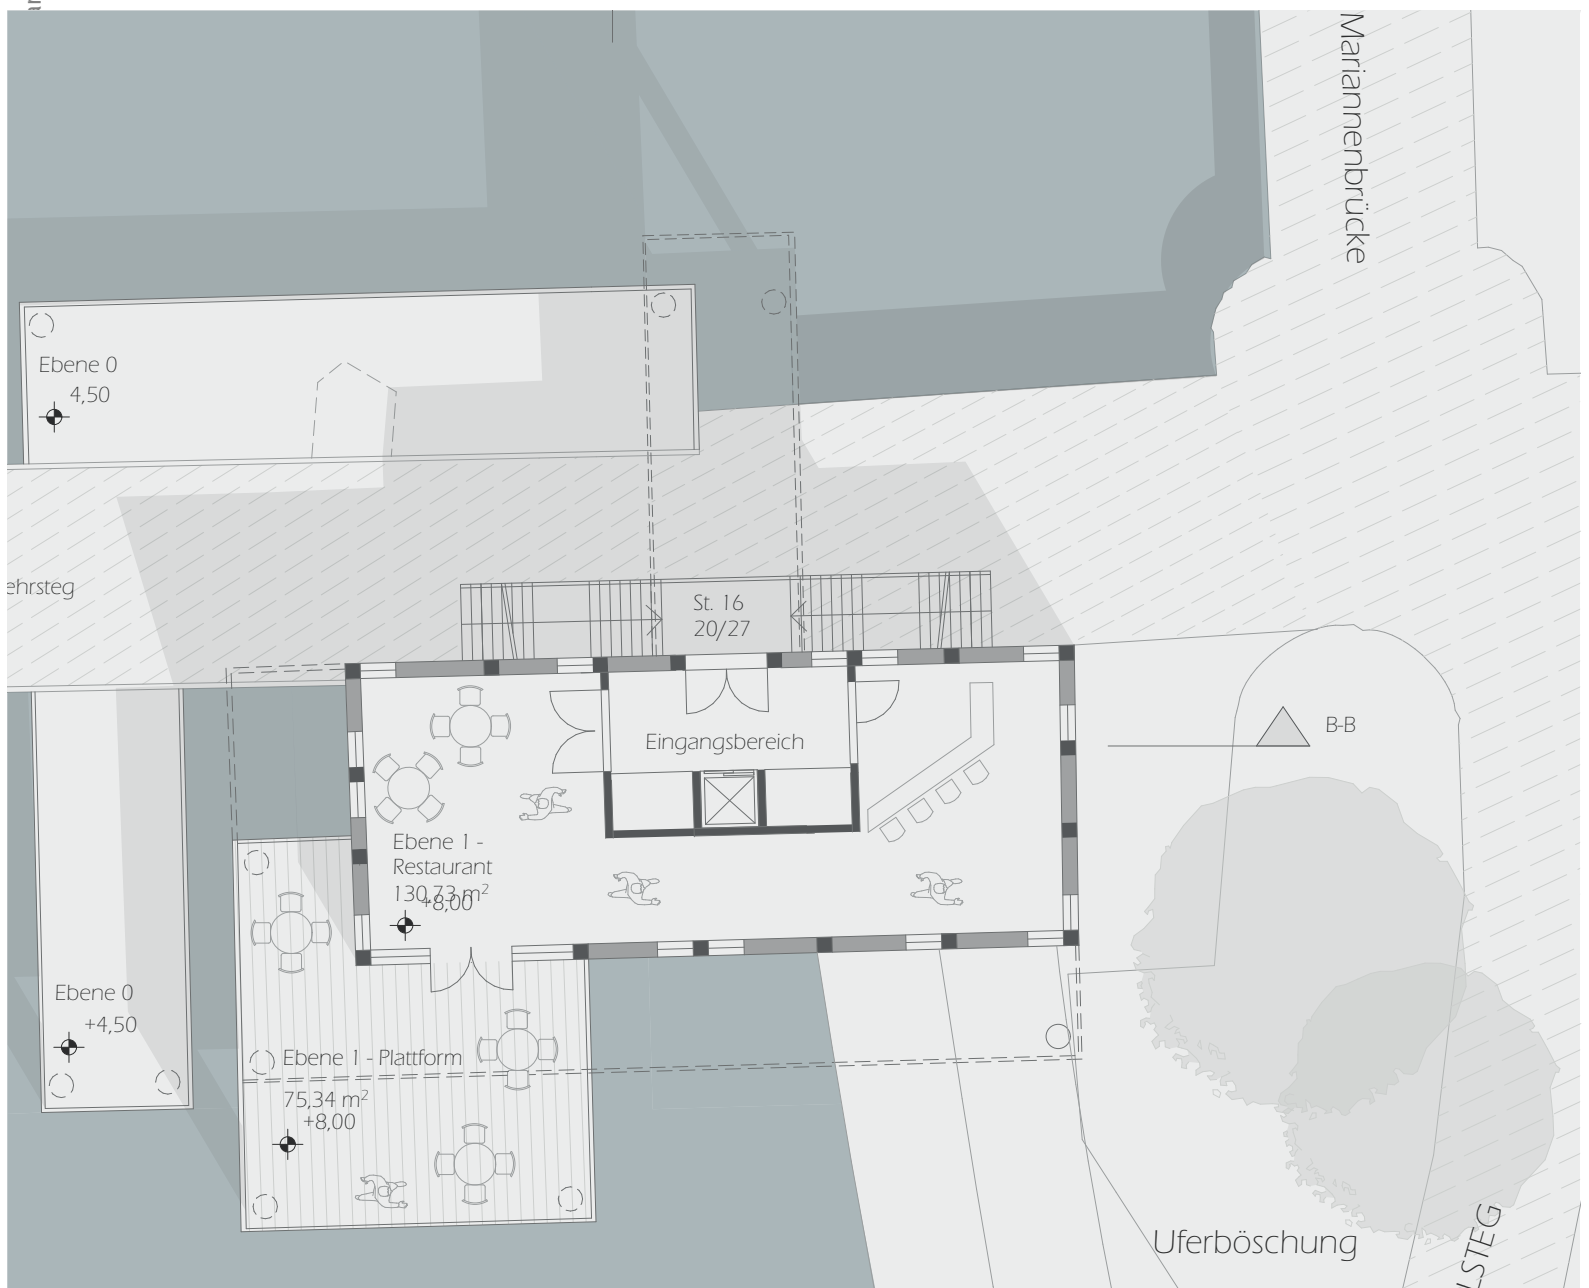 Mariannenbrücke
Ebene 0
4,50
ehrsteg
St. 16
20/27
Eingangsbereich
B-B
Ebene 1 -
Restaurant
130,73 m²
+8,00
Ebene 0
+4,50
Ebene 1 - Plattform
75,34 m²
+8,00
Uferböschung
LSTEG